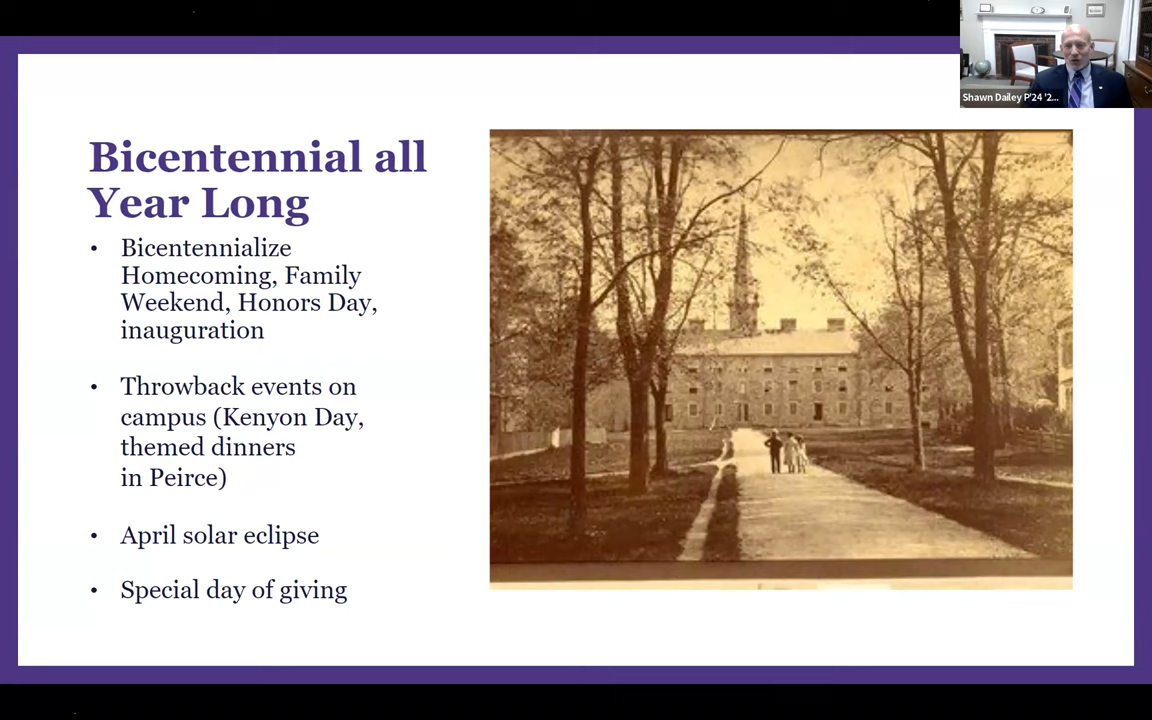 Shawn Dailey P'24 '2...
Bicentennial all
Year Long
• Bicentennialize
Homecoming, Family
Weekend, Honors Day,
inauguration
• Throwback events on
campus (Kenyon Day,
themed dinners
in Peirce)
• April solar eclipse
• Special day of giving